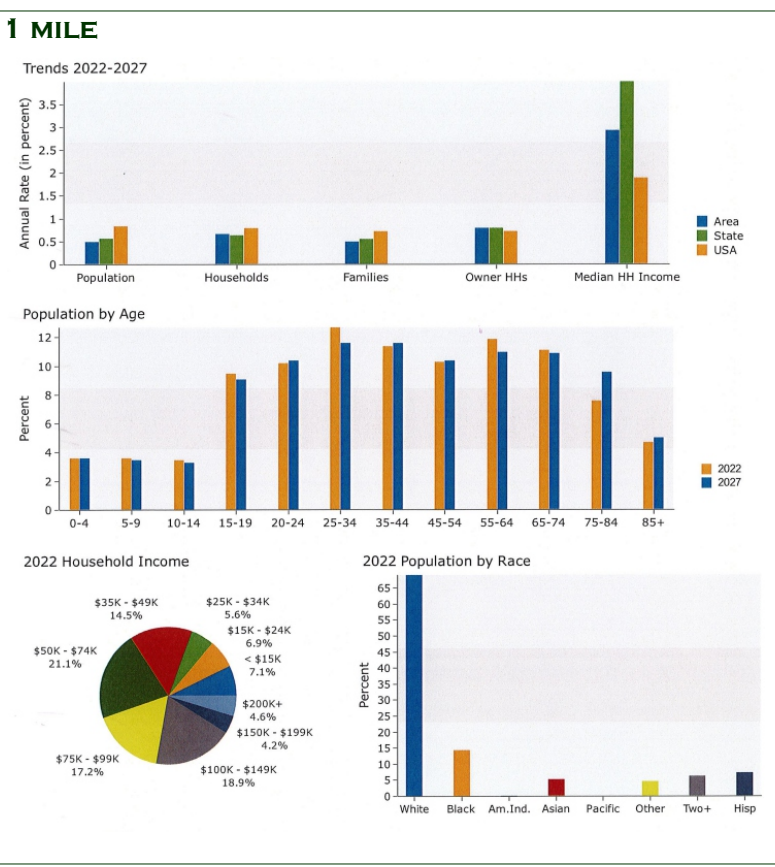 1 MILE
Trends 2022-2027
Annual Rate (in percent)
3.5
3
2.5
2
1.5
1
0.5
0
Population Households Families Owner HHs Median HH Income
Area
State
USA
Population by Age
Percent
12
10
8
6
4
2
0
0-4 5-9 10-14 15-19 20-24 25-34 35-44 45-54 55-64 65-74 75-84 85+
2022
2027
2022 Household Income
$35K - $49K
14.5%
$25K - $34K
5.6%
$15K - $24K
6.9%
< $15K
7.1%
$50K - $74K
21.1%
$200K+
4.6%
$150K - $199K
4.2%
$75K - $99K
17.2%
$100K - $149K
18.9%
2022 Population by Race
Percent
65
60
55
50
45
40
35
30
25
20
15
10
5
0
White Black Am.Ind. Asian Pacific Other Two+ Hisp